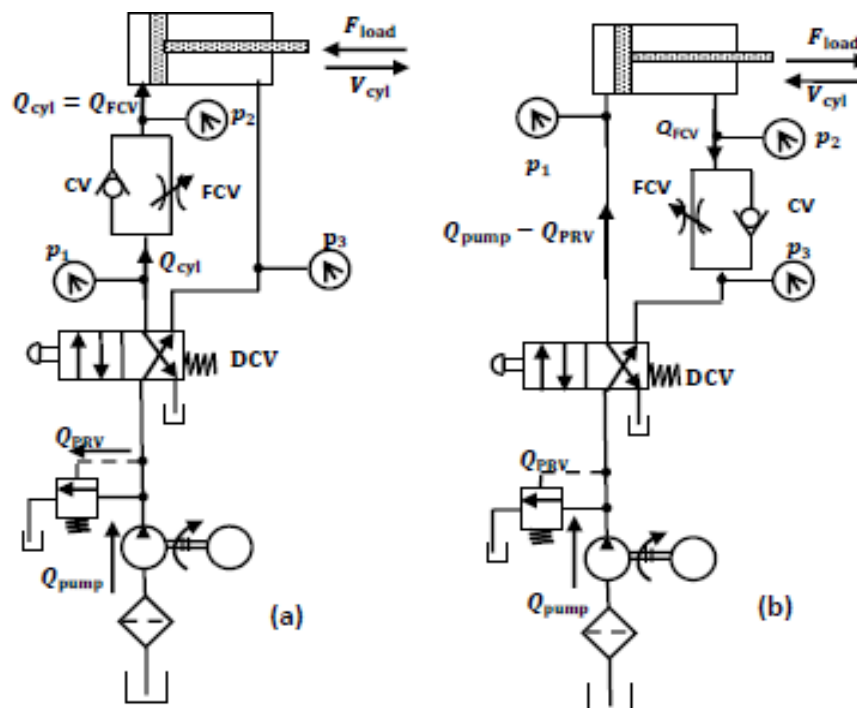 F_load
V_cyl
Q_cyl = Q_FCV
p_2
CV
FCV
p_1
Q_cyl
p_3
DCV
Q_PRV
Q_pump
(a)
F_load
V_cyl
p_1
Q_FCV
p_2
FCV
CV
Q_pump − Q_PRV
p_3
DCV
Q_PRV
Q_pump
(b)